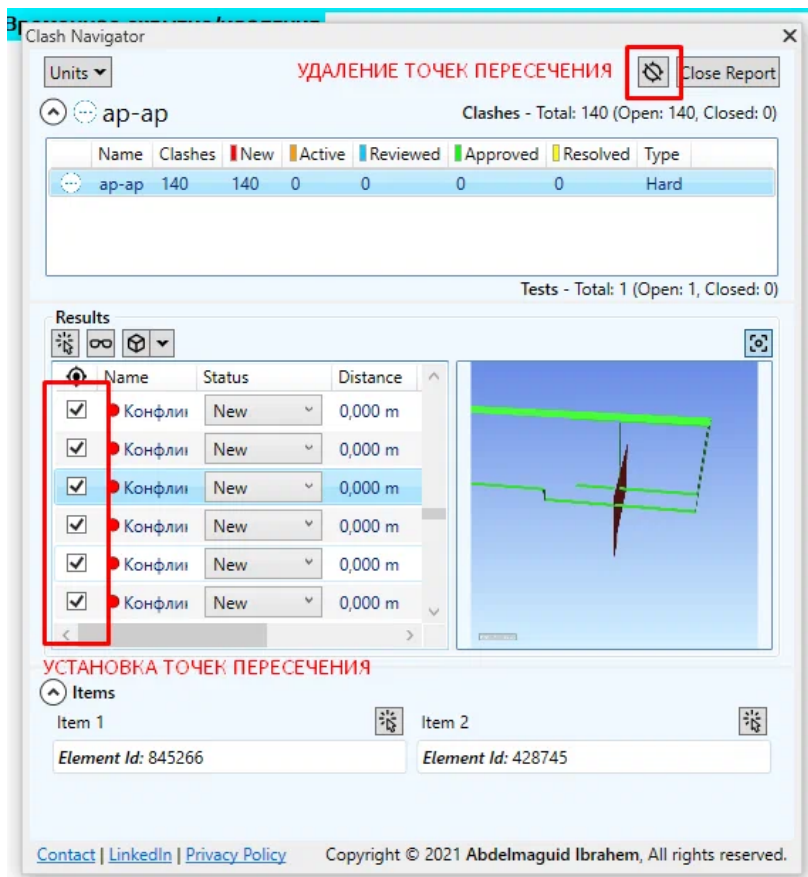 Clash Navigator
Units
УДАЛЕНИЕ ТОЧЕК ПЕРЕСЕЧЕНИЯ
Close Report
ар-ар
Clashes - Total: 140 (Open: 140, Closed: 0)
Name Clashes New Active Reviewed Approved Resolved Type
ар-ар 140 140 0 0 0 0 Hard
Tests - Total: 1 (Open: 1, Closed: 0)
Results
Name Status Distance
Конфли New 0,000 m
Конфли New 0,000 m
Конфли New 0,000 m
Конфли New 0,000 m
Конфли New 0,000 m
Конфли New 0,000 m
УСТАНОВКА ТОЧЕК ПЕРЕСЕЧЕНИЯ
Items
Item 1
Item 2
Element Id: 845266
Element Id: 428745
Contact | LinkedIn | Privacy Policy
Copyright © 2021 Abdelmaguid Ibrahem, All rights reserved.